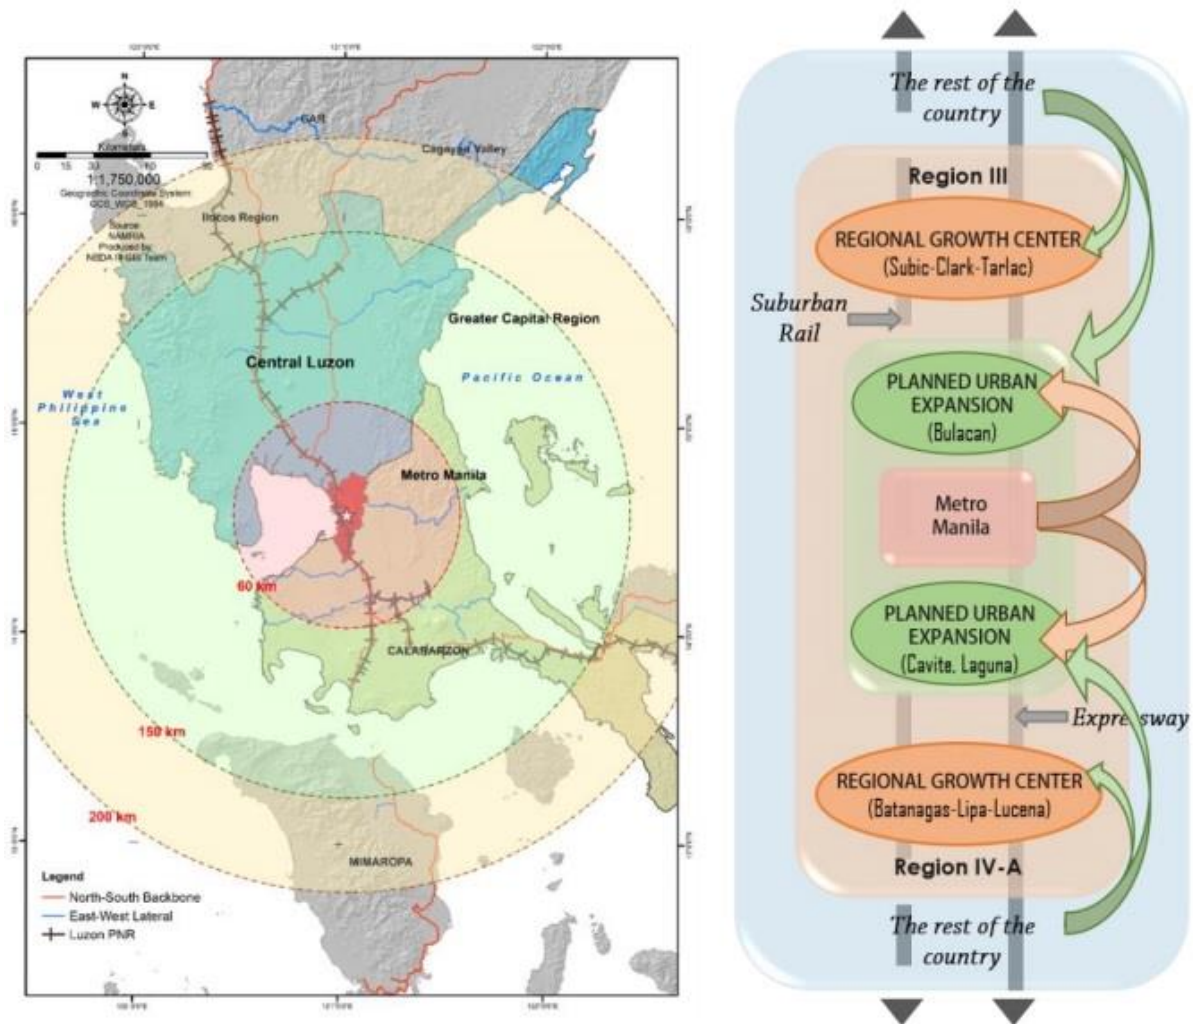 N
W
E
S
Kilometers
0 15 30 60 90
1:1,750,000
Geographic Coordinate System:
GCS_WGS_1984
Source:
NAMRIA
Produced by:
CAR
Cagayan Valley
Ilocos Region
Greater Capital Region
Central Luzon
Pacific Ocean
West
Philippine
Sea
Metro Manila
60 km
CALABARZON
150 km
200 km
MIMAROPA
Legend
North-South Backbone
East-West Lateral
Luzon PNR
The rest of the
country
Region III
REGIONAL GROWTH CENTER
(Subic-Clark-Tarlac)
Suburban
Rail
PLANNED URBAN
EXPANSION
(Bulacan)
Metro
Manila
PLANNED URBAN
EXPANSION
(Cavite, Laguna)
Expressway
REGIONAL GROWTH CENTER
(Batanagas-Lipa-Lucena)
Region IV-A
The rest of the
country